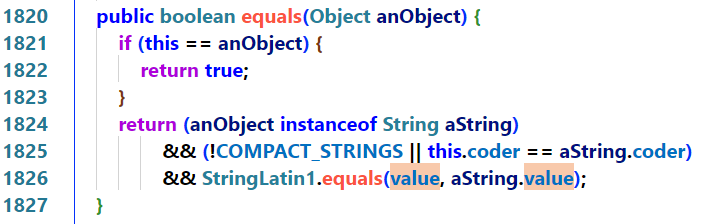 1820 public boolean equals(Object anObject) {
1821 if (this == anObject) {
1822 return true;
1823 }
1824 return (anObject instanceof String aString)
1825 && (!COMPACT_STRINGS || this.coder == aString.coder)
1826 && StringLatin1.equals(value, aString.value);
1827 }